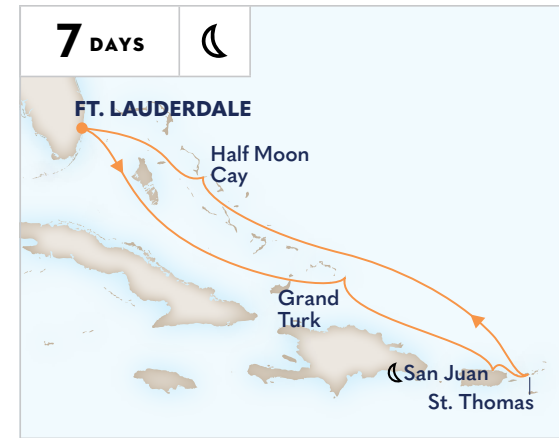 7 DAYS
FT. LAUDERDALE
Half Moon
Cay
Grand
Turk
San Juan
St. Thomas